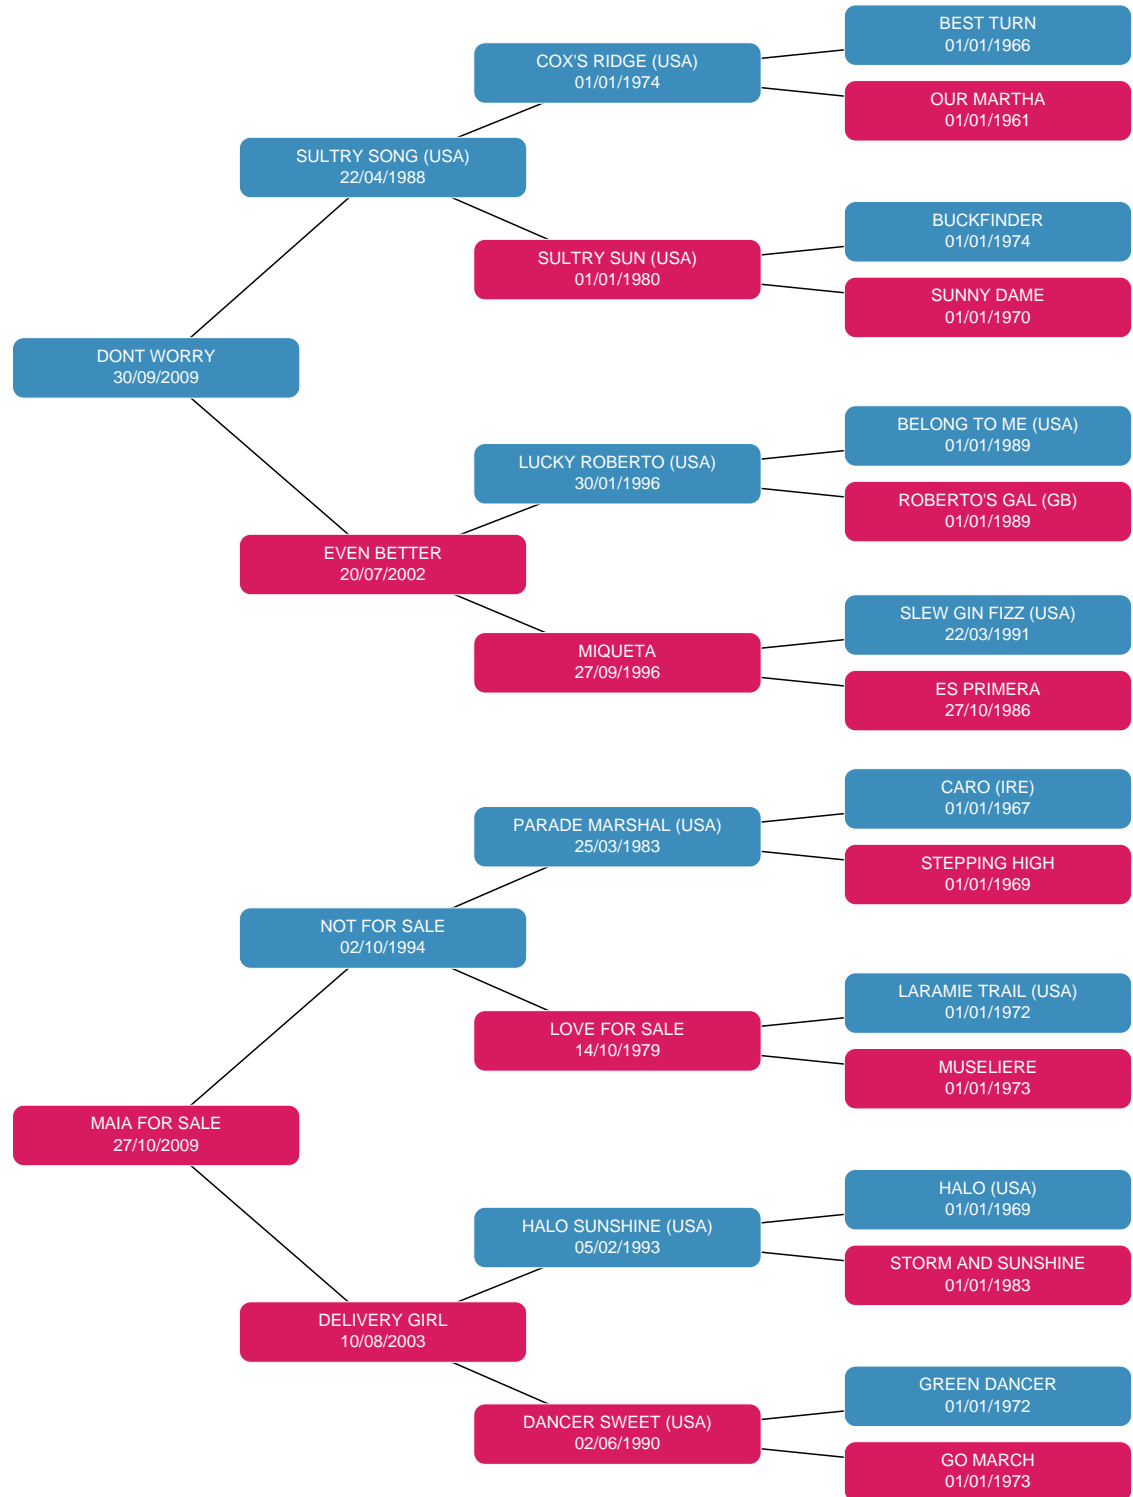 BEST TURN
01/01/1966
COX'S RIDGE (USA)
01/01/1974
OUR MARTHA
01/01/1961
SULTRY SONG (USA)
22/04/1988
BUCKFINDER
01/01/1974
SULTRY SUN (USA)
01/01/1980
SUNNY DAME
01/01/1970
DONT WORRY
30/09/2009
BELONG TO ME (USA)
01/01/1989
LUCKY ROBERTO (USA)
30/01/1996
ROBERTO'S GAL (GB)
01/01/1989
EVEN BETTER
20/07/2002
SLEW GIN FIZZ (USA)
22/03/1991
MIQUETA
27/09/1996
ES PRIMERA
27/10/1986
CARO (IRE)
01/01/1967
PARADE MARSHAL (USA)
25/03/1983
STEPPING HIGH
01/01/1969
NOT FOR SALE
02/10/1994
LARAMIE TRAIL (USA)
01/01/1972
LOVE FOR SALE
14/10/1979
MUSELIERE
01/01/1973
MAIA FOR SALE
27/10/2009
HALO (USA)
01/01/1969
HALO SUNSHINE (USA)
05/02/1993
STORM AND SUNSHINE
01/01/1983
DELIVERY GIRL
10/08/2003
GREEN DANCER
01/01/1972
DANCER SWEET (USA)
02/06/1990
GO MARCH
01/01/1973